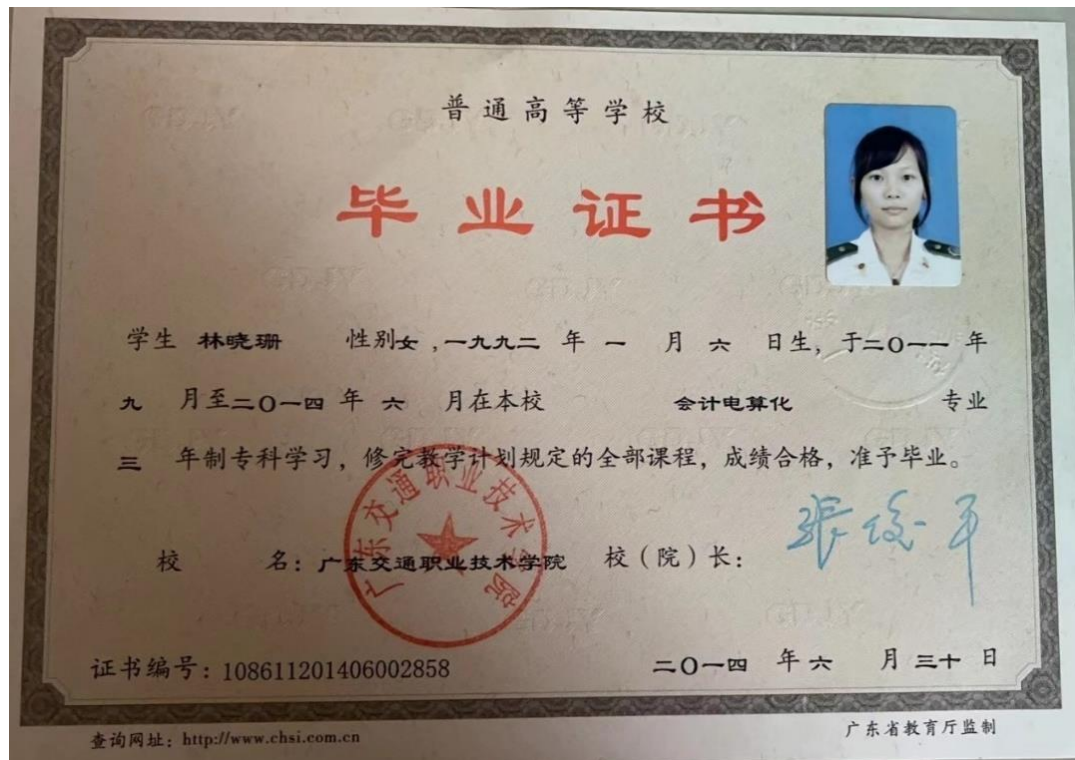 普通高等学校
毕业证书
学生 林晓珊 性别女,一九九二 年 一 月 六 日生，于二〇一一 年
九 月至二〇一四 年 六 月在本校 会计电算化 专业
三 年制专科学习，修完教学计划规定的全部课程，成绩合格，准予毕业。
广东交通职业技术学院
校 名：广东交通职业技术学院 校（院）长：
证书编号：108611201406002858 二〇一四 年 六 月 三十 日
查询网址：http://www.chsi.com.cn 广东省教育厅监制